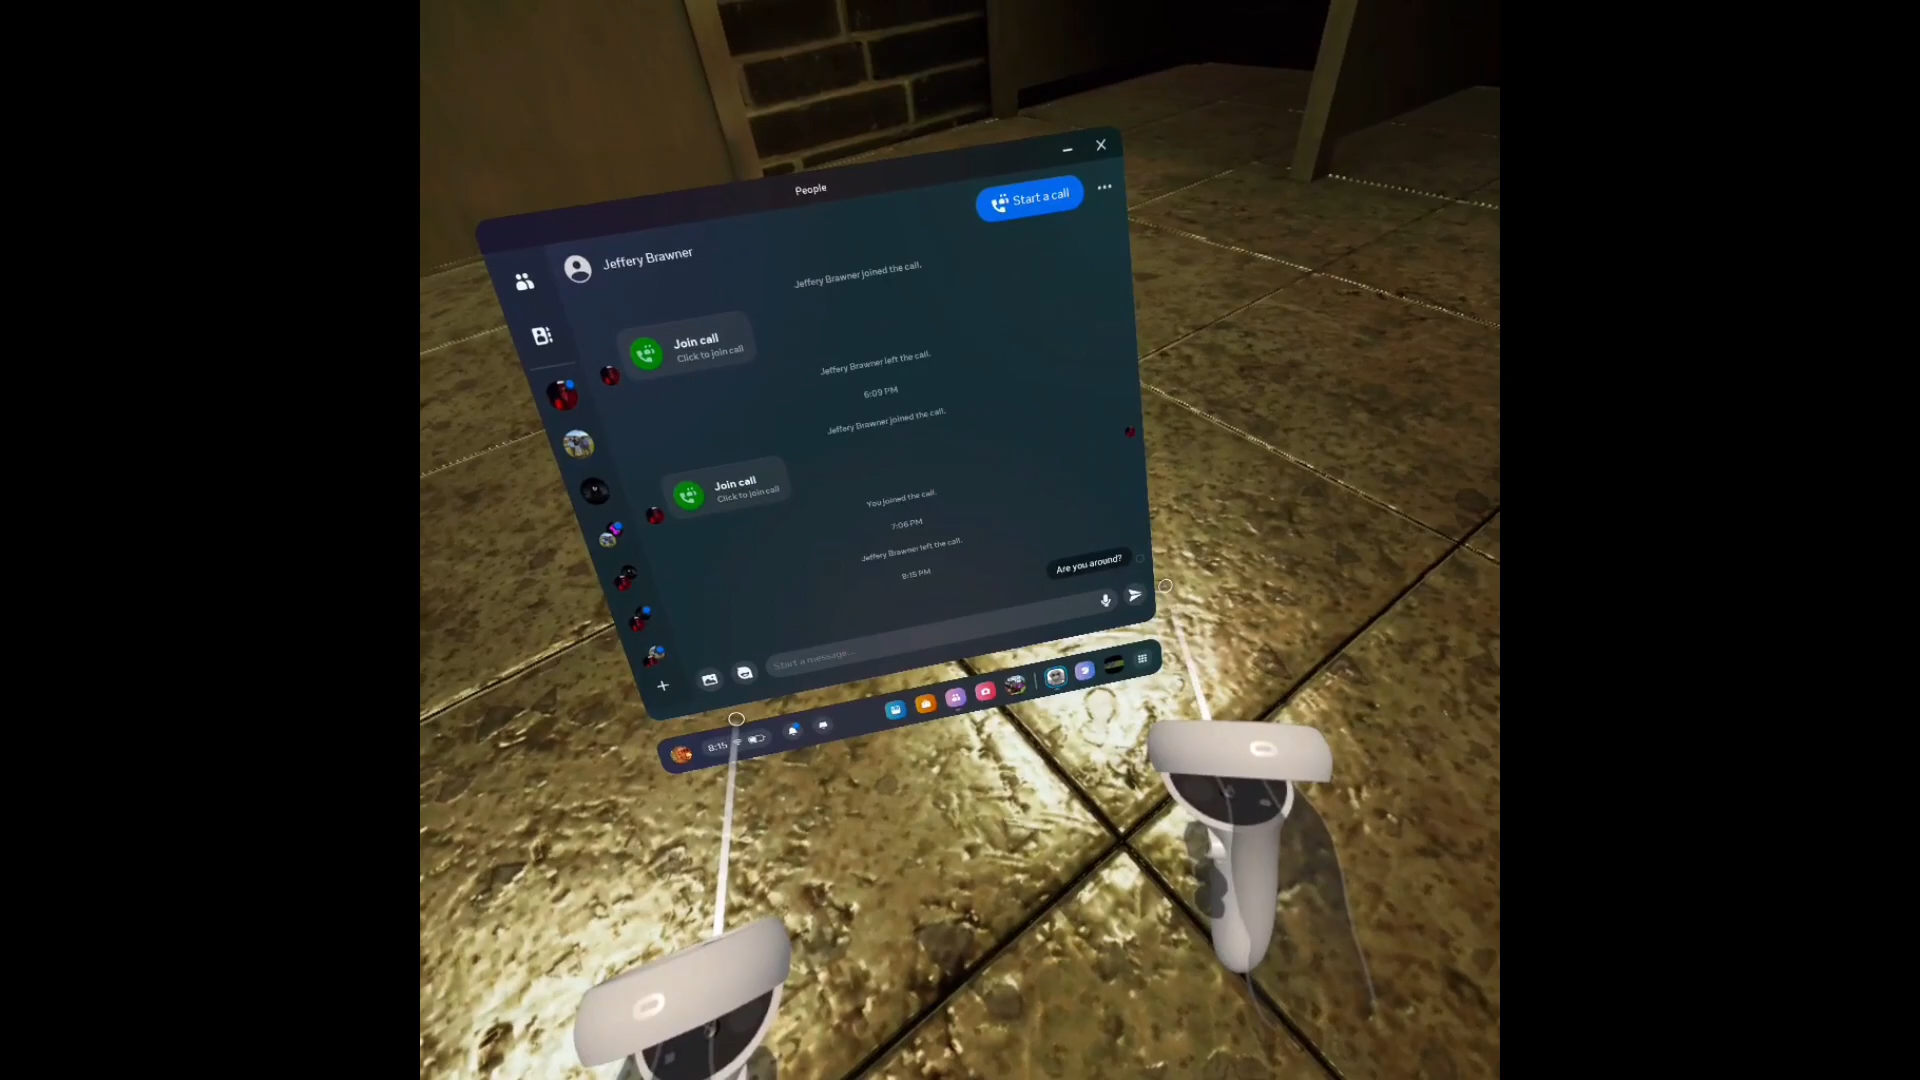 People
Start a call
Jeffery Brawner
Jeffery Brawner joined the call.
Join call
Click to join call
Jeffery Brawner left the call.
6:09 PM
Jeffery Brawner joined the call.
Join call
Click to join call
You joined the call.
7:06 PM
Jeffery Brawner left the call.
8:15 PM
Are you around?
Start a message...
8:15